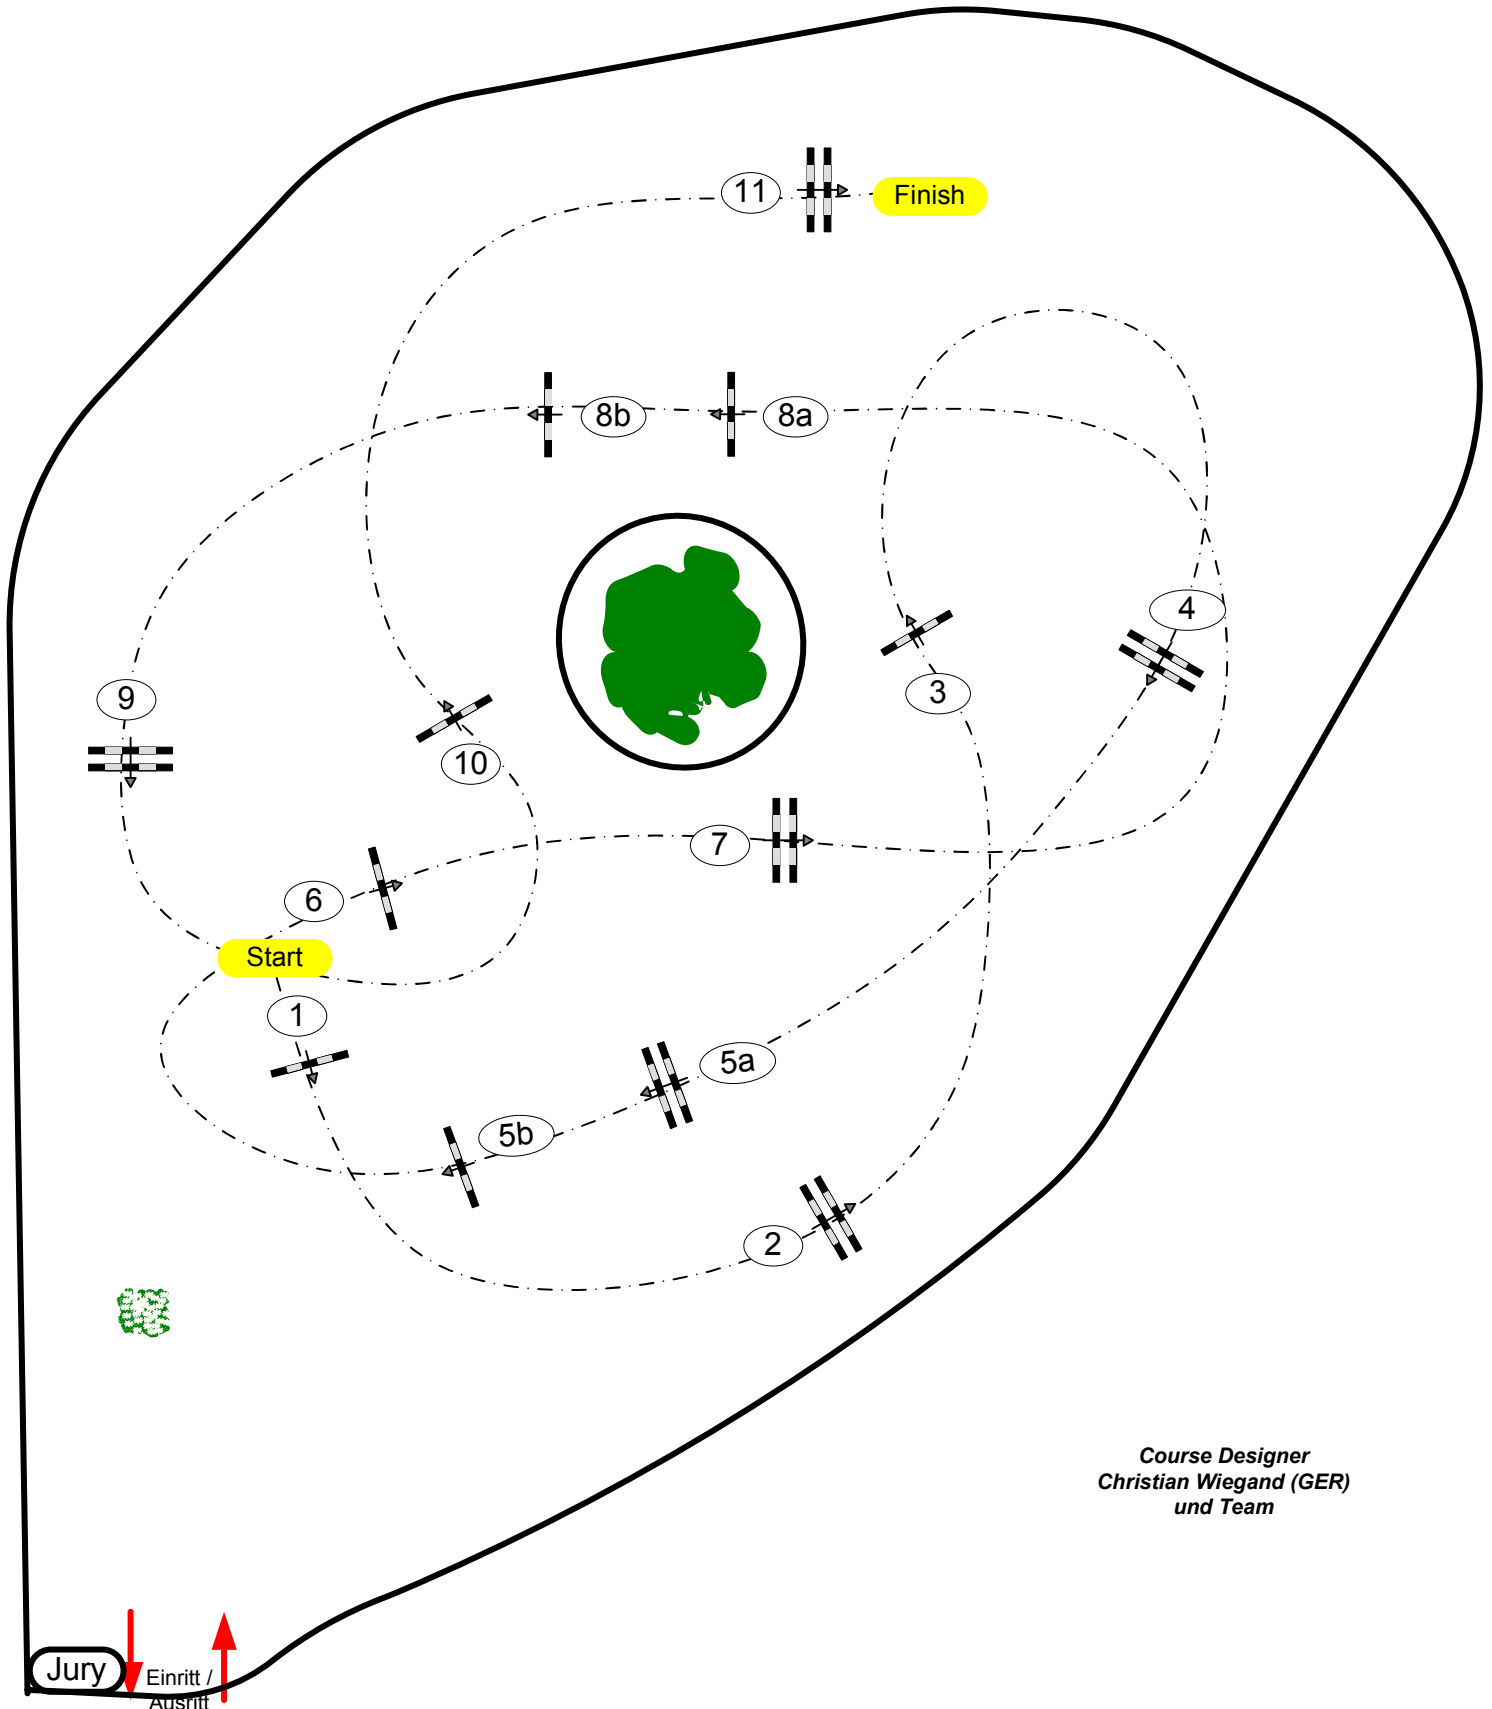 11
Finish
8b
8a
4
3
9
10
7
6
Start
1
5a
5b
2
Course Designer
Christian Wiegand (GER)
und Team
Jury
Einritt /
Ausritt